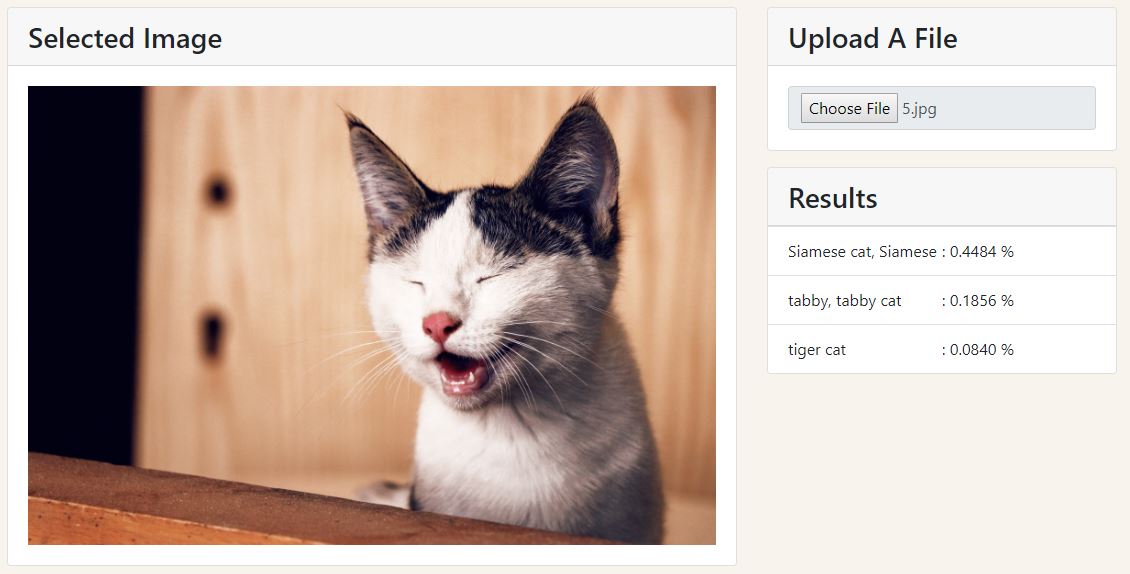 Selected Image
Upload A File
Choose File 5.jpg
Results
Siamese cat, Siamese : 0.4484 %
tabby, tabby cat : 0.1856 %
tiger cat : 0.0840 %